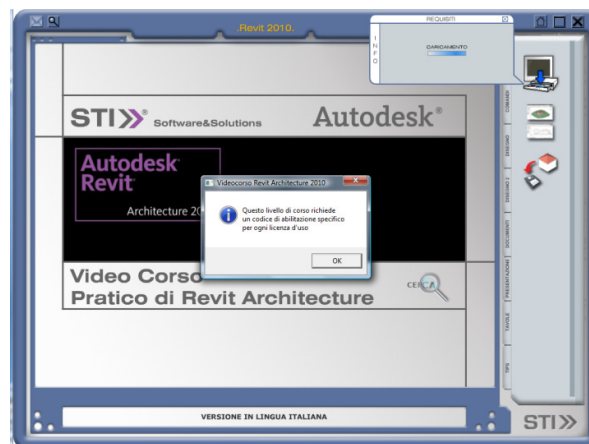 .Revit 2010.
REQUISITI
INFO
CARICAMENTO
STI»® Software&Solutions
Autodesk®
Autodesk
Revit
Architecture 20
Videocorso Revit Architecture 2010
Questo livello di corso richiede
un codice di abilitazione specifico
per ogni licenza d'uso
OK
Video Corso
Pratico di Revit Architecture
CERCA
COMANDI
DISEGNO
DISEGNO 2
DOCUMENTI
PRESENTAZIONE
TAVOLE
TIPS
VERSIONE IN LINGUA ITALIANA
STI»